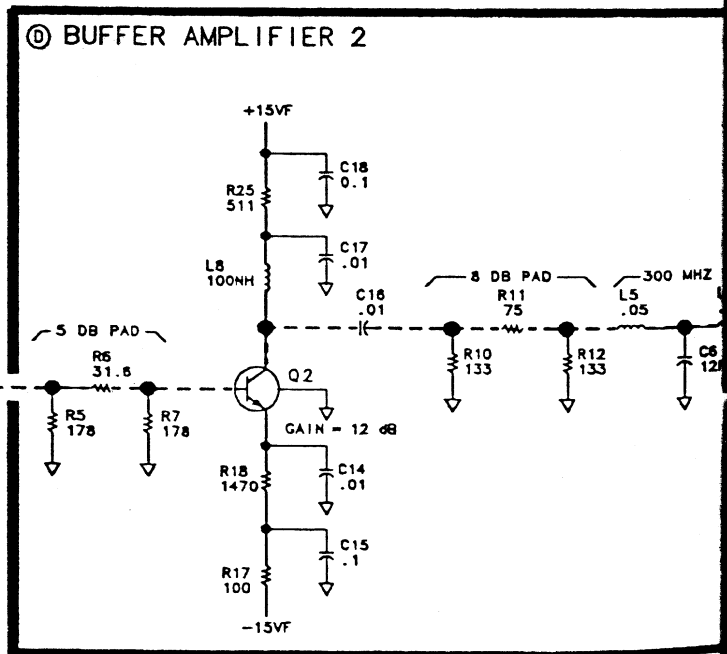 Ⓓ BUFFER AMPLIFIER 2
+15VF
C18
0.1
R25
511
C17
.01
L8
100NH
8 DB PAD
300 MHZ
C16
.01
R11
75
L5
.05
5 DB PAD
R6
31.6
R10
133
R12
133
C6
Q2
R5
178
R7
178
GAIN = 12 dB
R18
1470
C14
.01
C15
.1
R17
100
-15VF